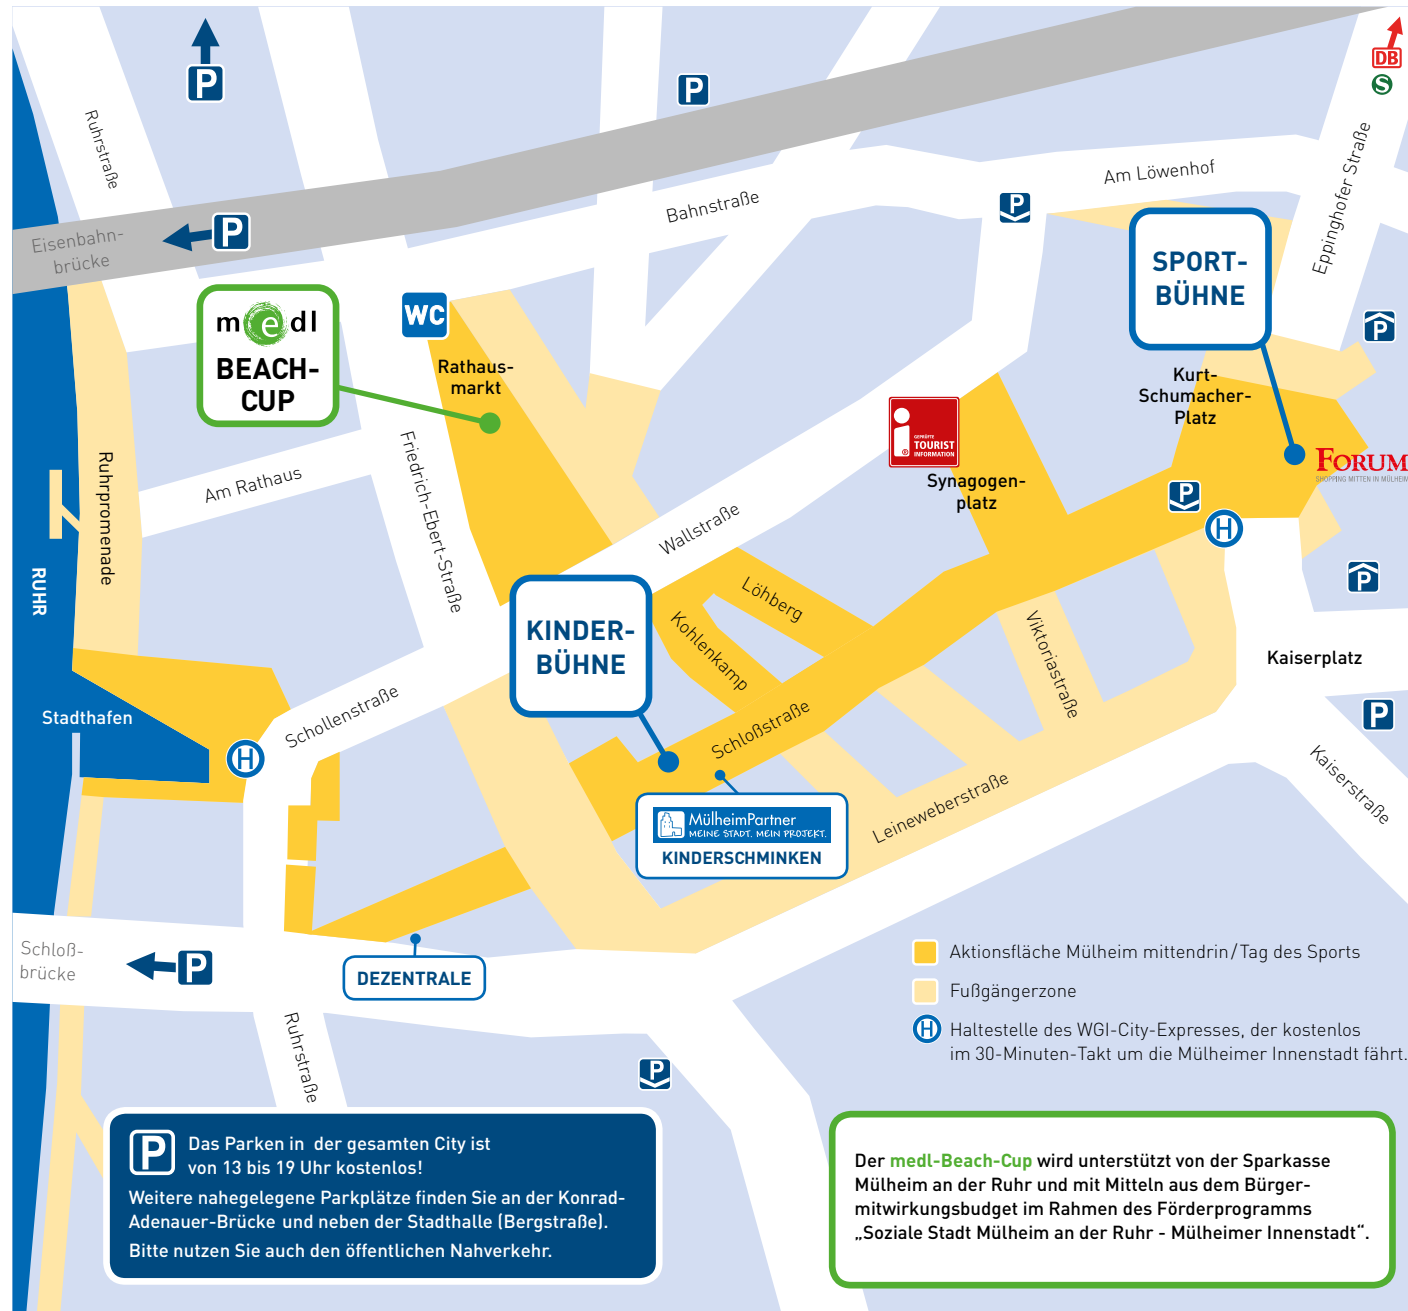 P
P
DB
S
Ruhrstraße
Am Löwenhof
Eppinghofer Straße
Bahnstraße
P
Eisenbahn-
brücke
P
SPORT-
BÜHNE
medl
BEACH-
CUP
WC
P
Rathaus-
markt
Kurt-
Schumacher-
Platz
i
GEPRÜFTE
TOURIST
INFORMATION
FORUM
SHOPPING MITTEN IN MÜLHEIM
Ruhrpromenade
Am Rathaus
Friedrich-Ebert-Straße
Synagogen-
platz
P
H
Wallstraße
P
RUHR
Löhberg
Kohlenkamp
KINDER-
BÜHNE
Viktoriastraße
Kaiserplatz
Stadthafen
Schollenstraße
Schloßstraße
P
H
Kaiserstraße
Leineweberstraße
MülheimPartner
MEINE STADT. MEIN PROJEKT.
KINDERSCHMINKEN
Schloß-
brücke
P
DEZENTRALE
Aktionsfläche Mülheim mittendrin/Tag des Sports
Fußgängerzone
H Haltestelle des WGI-City-Expresses, der kostenlos
im 30-Minuten-Takt um die Mülheimer Innenstadt fährt.
Ruhrstraße
P
P Das Parken in der gesamten City ist
von 13 bis 19 Uhr kostenlos!
Weitere nahegelegene Parkplätze finden Sie an der Konrad-
Adenauer-Brücke und neben der Stadthalle (Bergstraße).
Bitte nutzen Sie auch den öffentlichen Nahverkehr.
Der medl-Beach-Cup wird unterstützt von der Sparkasse
Mülheim an der Ruhr und mit Mitteln aus dem Bürger-
mitwirkungsbudget im Rahmen des Förderprogramms
„Soziale Stadt Mülheim an der Ruhr - Mülheimer Innenstadt“.